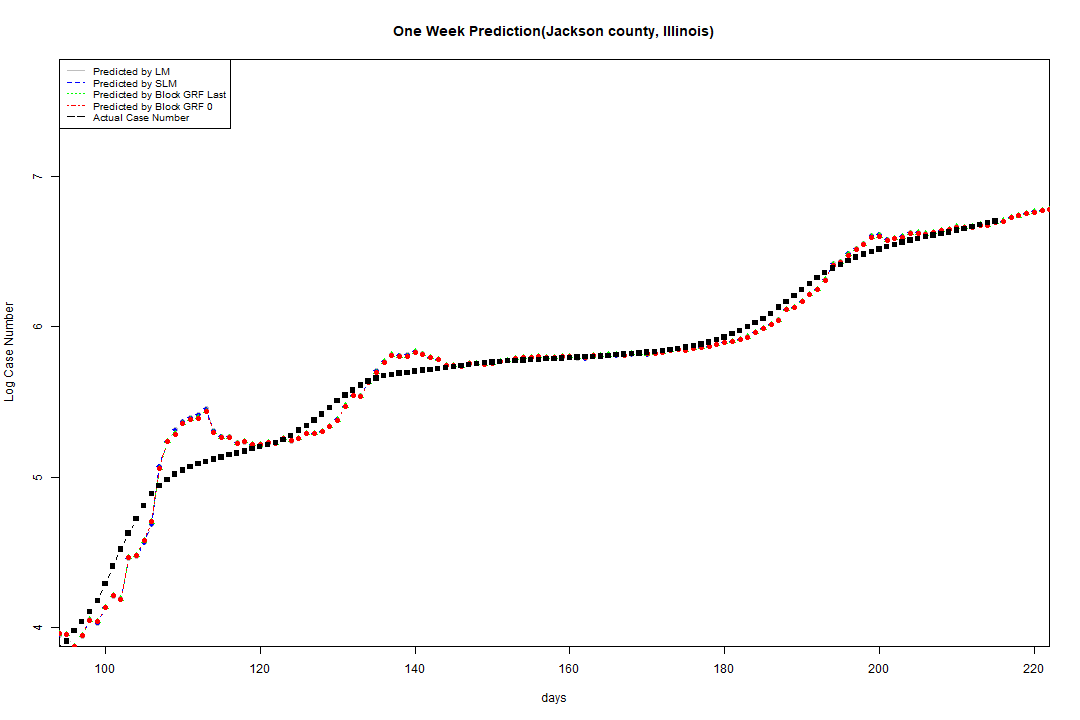 One Week Prediction(Jackson county, Illinois)
Predicted by LM
Predicted by SLM
Predicted by Block GRF Last
Predicted by Block GRF 0
Actual Case Number
7
6
5
4
Log Case Number
100 120 140 160 180 200 220
days